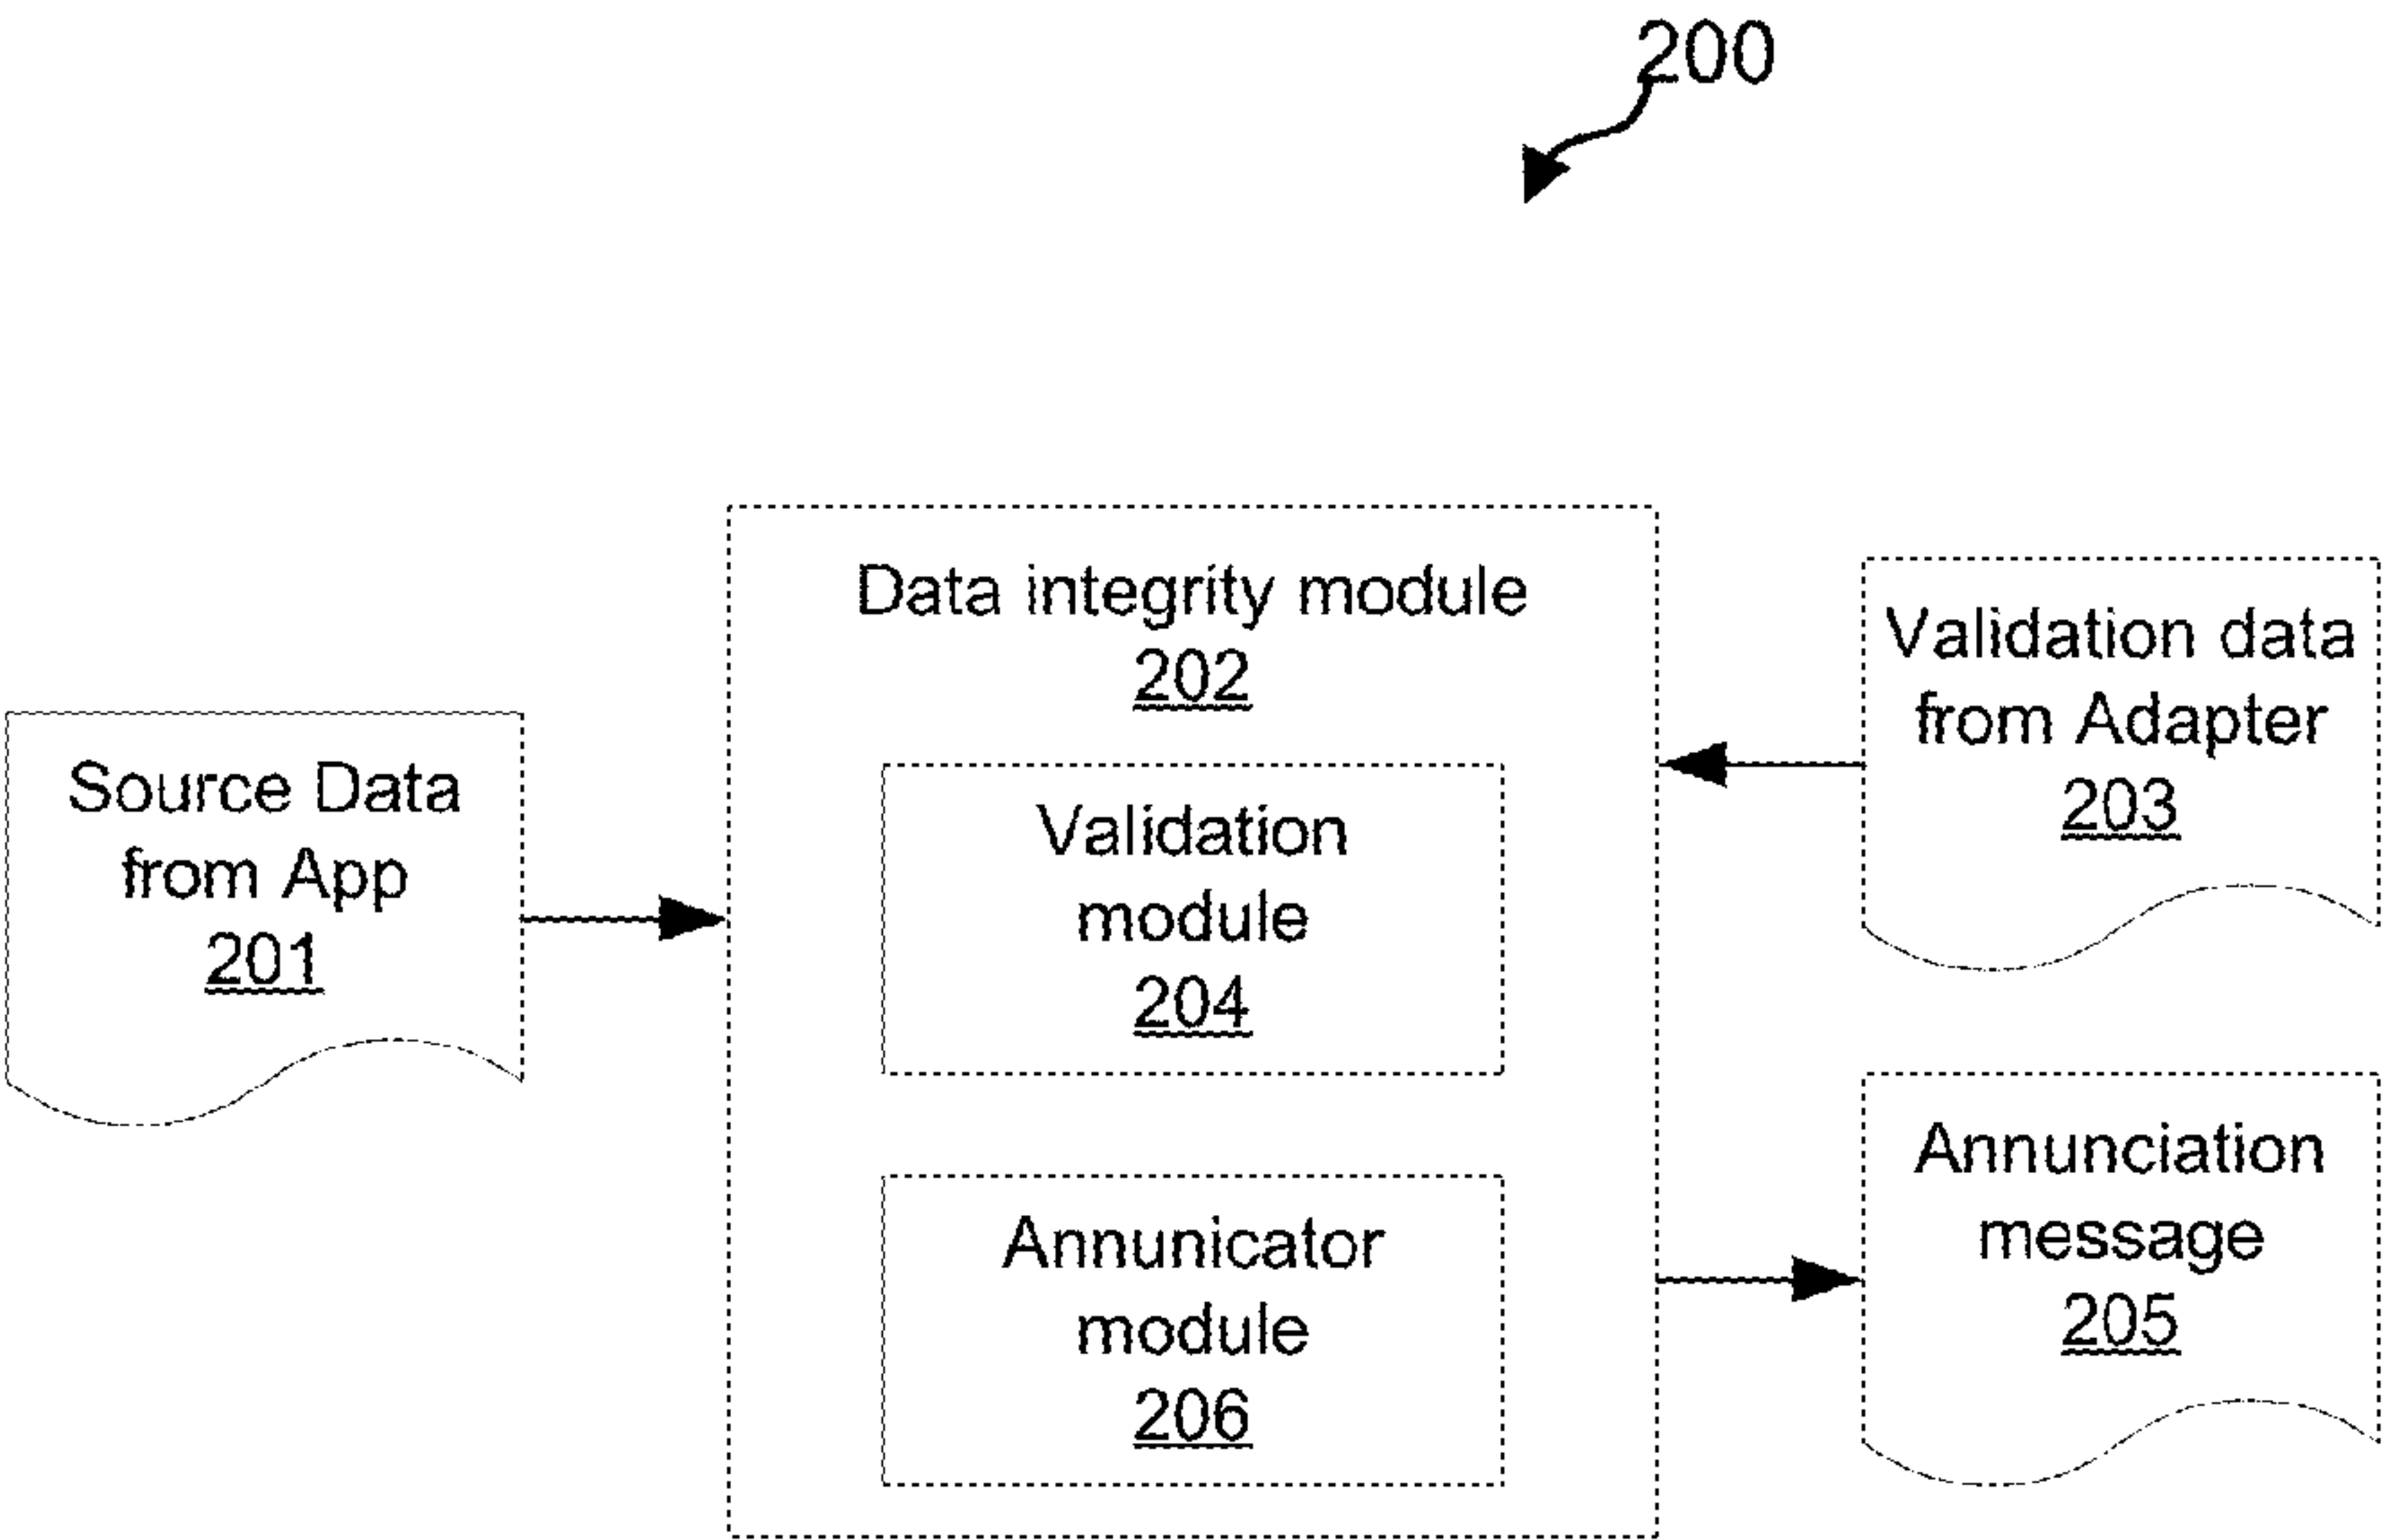 200
Data integrity module
202
Validation data
from Adapter
203
Source Data
from App
201
Validation
module
204
Annunciation
message
205
Annunicator
module
206